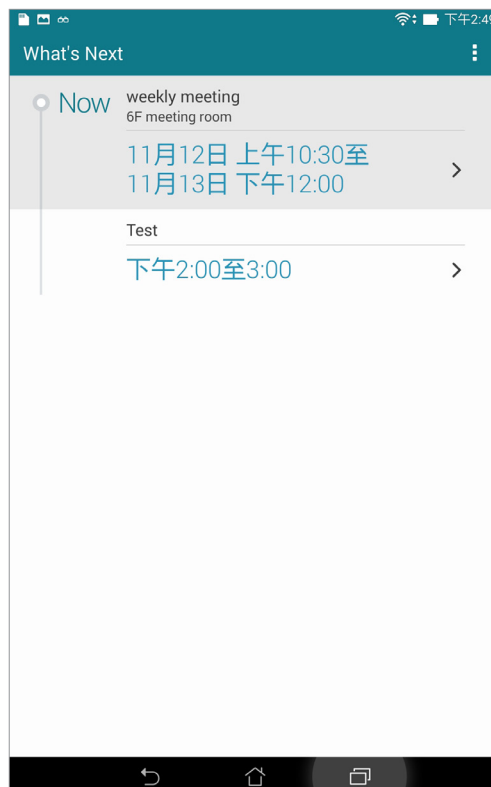 下午2:49
What's Next
Now
weekly meeting
6F meeting room
11月12日 上午10:30至
11月13日 下午12:00
Test
下午2:00至3:00